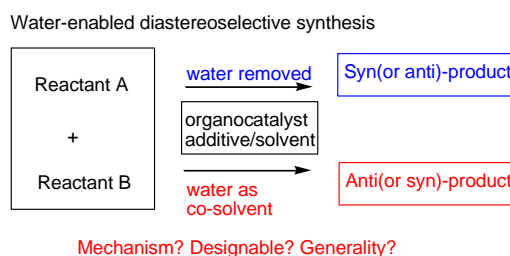 Water-enabled diastereoselective synthesis
Reactant A
+
Reactant B
water removed
organocatalyst
additive/solvent
water as
co-solvent
Syn(or anti)-product
Anti(or syn)-product
Mechanism? Designable? Generality?